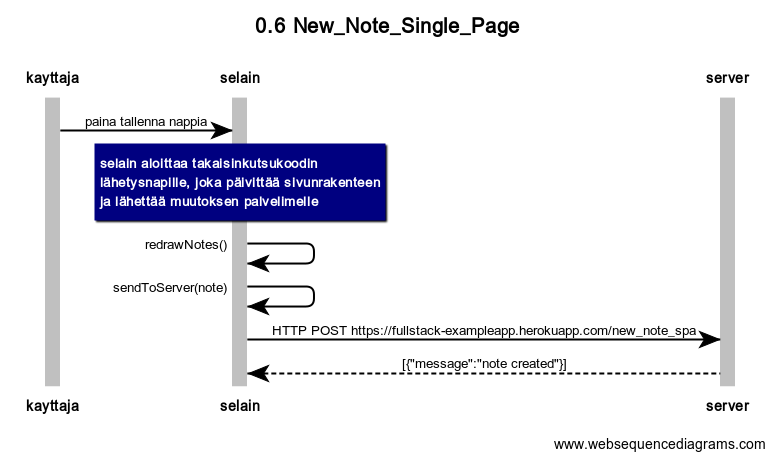 0.6 New_Note_Single_Page
kayttaja selain server
paina tallenna nappia
selain aloittaa takaisinkutsukoodin
lähetysnapille, joka päivittää sivunrakenteen
ja lähettää muutoksen palvelimelle
redrawNotes()
sendToServer(note)
HTTP POST https://fullstack-exampleapp.herokuapp.com/new_note_spa
[{"message":"note created"}]
kayttaja selain server
www.websequencediagrams.com